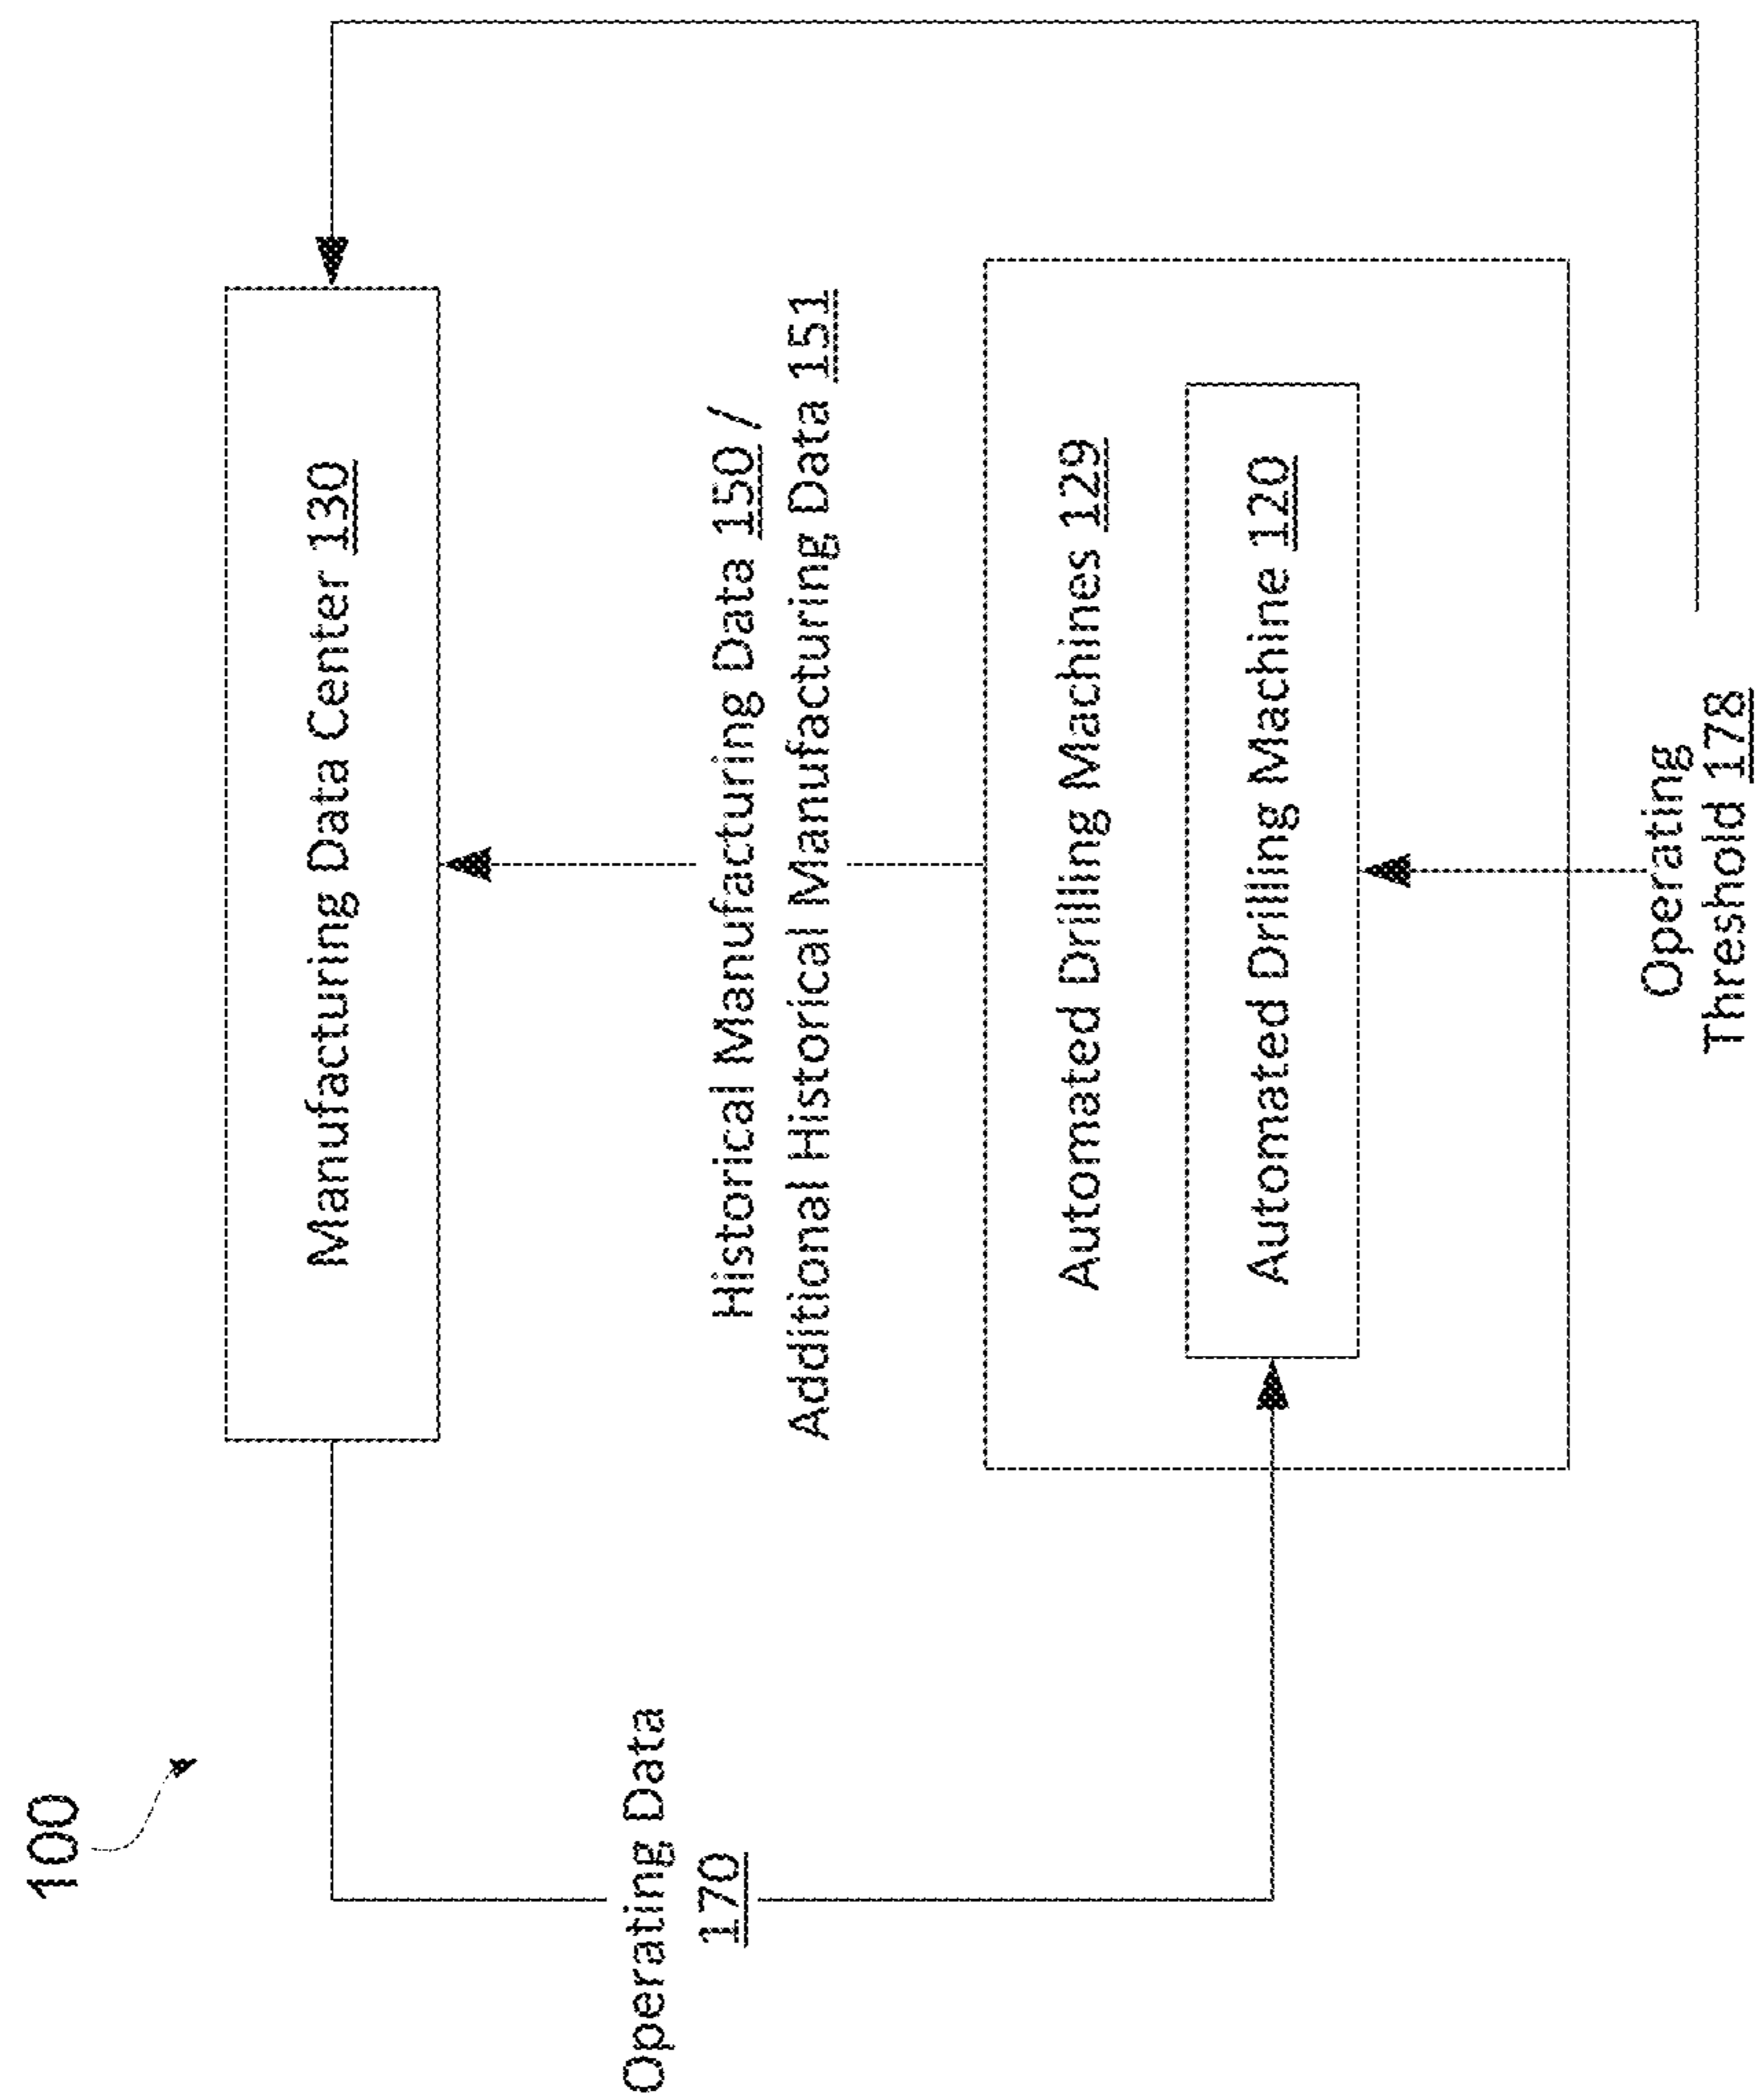 100
Manufacturing Data Center 130
Operating Data
170
Historical Manufacturing Data 150 /
Additional Historical Manufacturing Data 151
Automated Drilling Machines 129
Automated Drilling Machine 120
Operating
Threshold 178